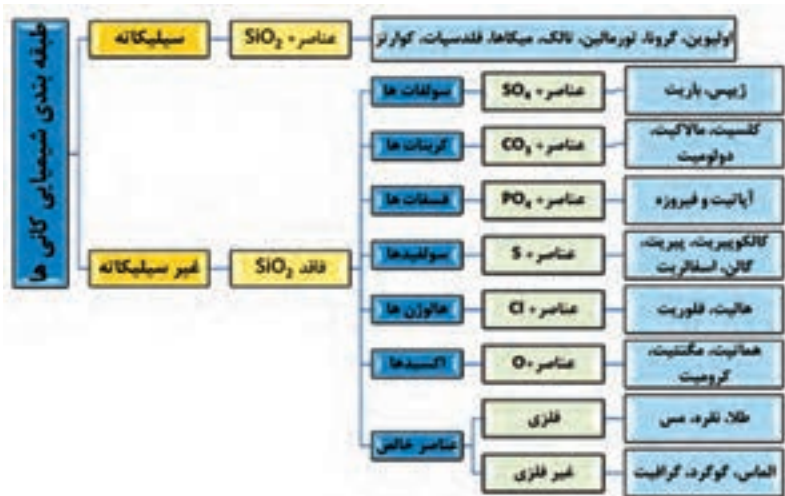 طبقه بندی شیمیایی کانی ها
سیلیکاته
عناصر + SiO₂
اولیوین، گرونا، تورمالین، تالک، میکاها، فلدسپات، کوارتز
غیر سیلیکاته
فاقد SiO₂
سولفات ها
عناصر + SO₄
ژیپس، باریت
کربنات ها
عناصر + CO₃
کلسیت، مالاکیت،
دولومیت
فسفات ها
عناصر + PO₄
آپاتیت و فیروزه
سولفیدها
عناصر + S
کالکوپیریت، پیریت،
گالن، اسفالریت
هالوژن ها
عناصر + Cl
هالیت، فلوریت
اکسیدها
عناصر + O
هماتیت، مگنتیت،
کرومیت
عناصر خالص
فلزی
طلا، نقره، مس
غیر فلزی
الماس، گوگرد، گرافیت